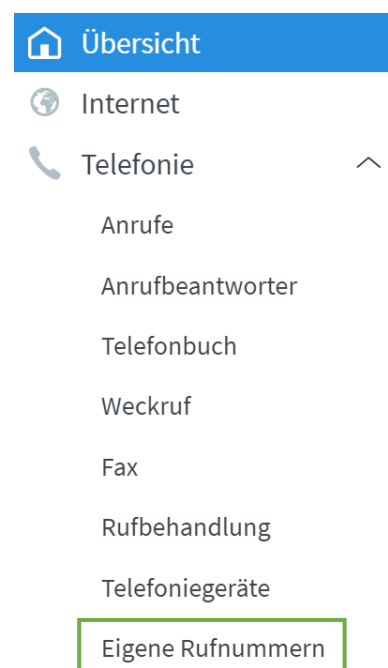 Übersicht
Internet
Telefonie
Anrufe
Anrufbeantworter
Telefonbuch
Weckruf
Fax
Rufbehandlung
Telefoniegeräte
Eigene Rufnummern